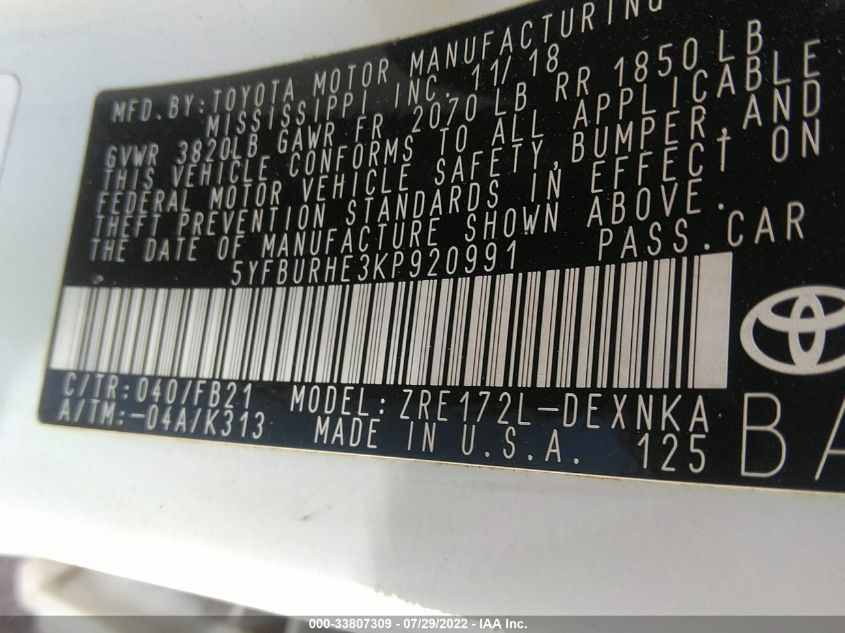 MFD. BY: TOYOTA MOTOR MANUFACTURING
MISSISSIPPI INC. 11/18
GVWR 3820LB GAWR FR 2070 LB RR 1850 LB
THIS VEHICLE CONFORMS TO ALL APPLICABLE
FEDERAL MOTOR VEHICLE SAFETY, BUMPER, AND
THEFT PREVENTION STANDARDS IN EFFECT ON
THE DATE OF MANUFACTURE SHOWN ABOVE.
5YFBURHE3KP920991 PASS. CAR
C/TR: 040/FB21 MODEL: ZRE172L-DEXNKA
A/TM: -04A/K313 MADE IN U.S.A. 125
000-33807309 - 07/29/2022 - © IAA Inc.